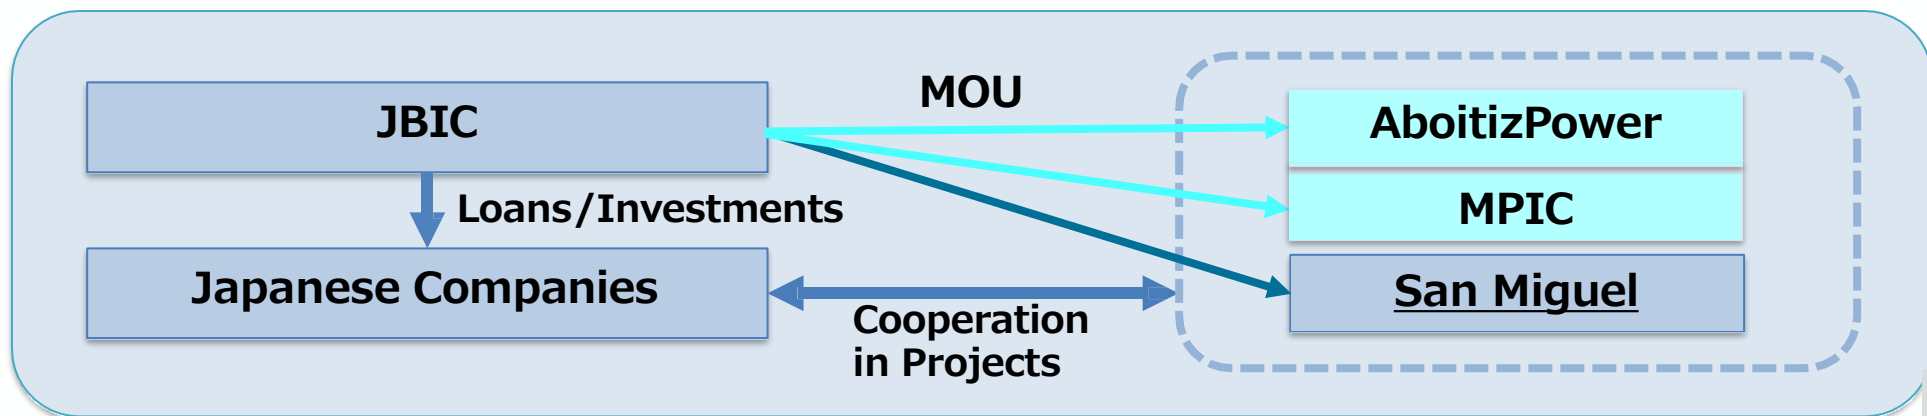 JBIC
MOU
AboitizPower
MPIC
Loans/Investments
Japanese Companies
San Miguel
Cooperation
in Projects